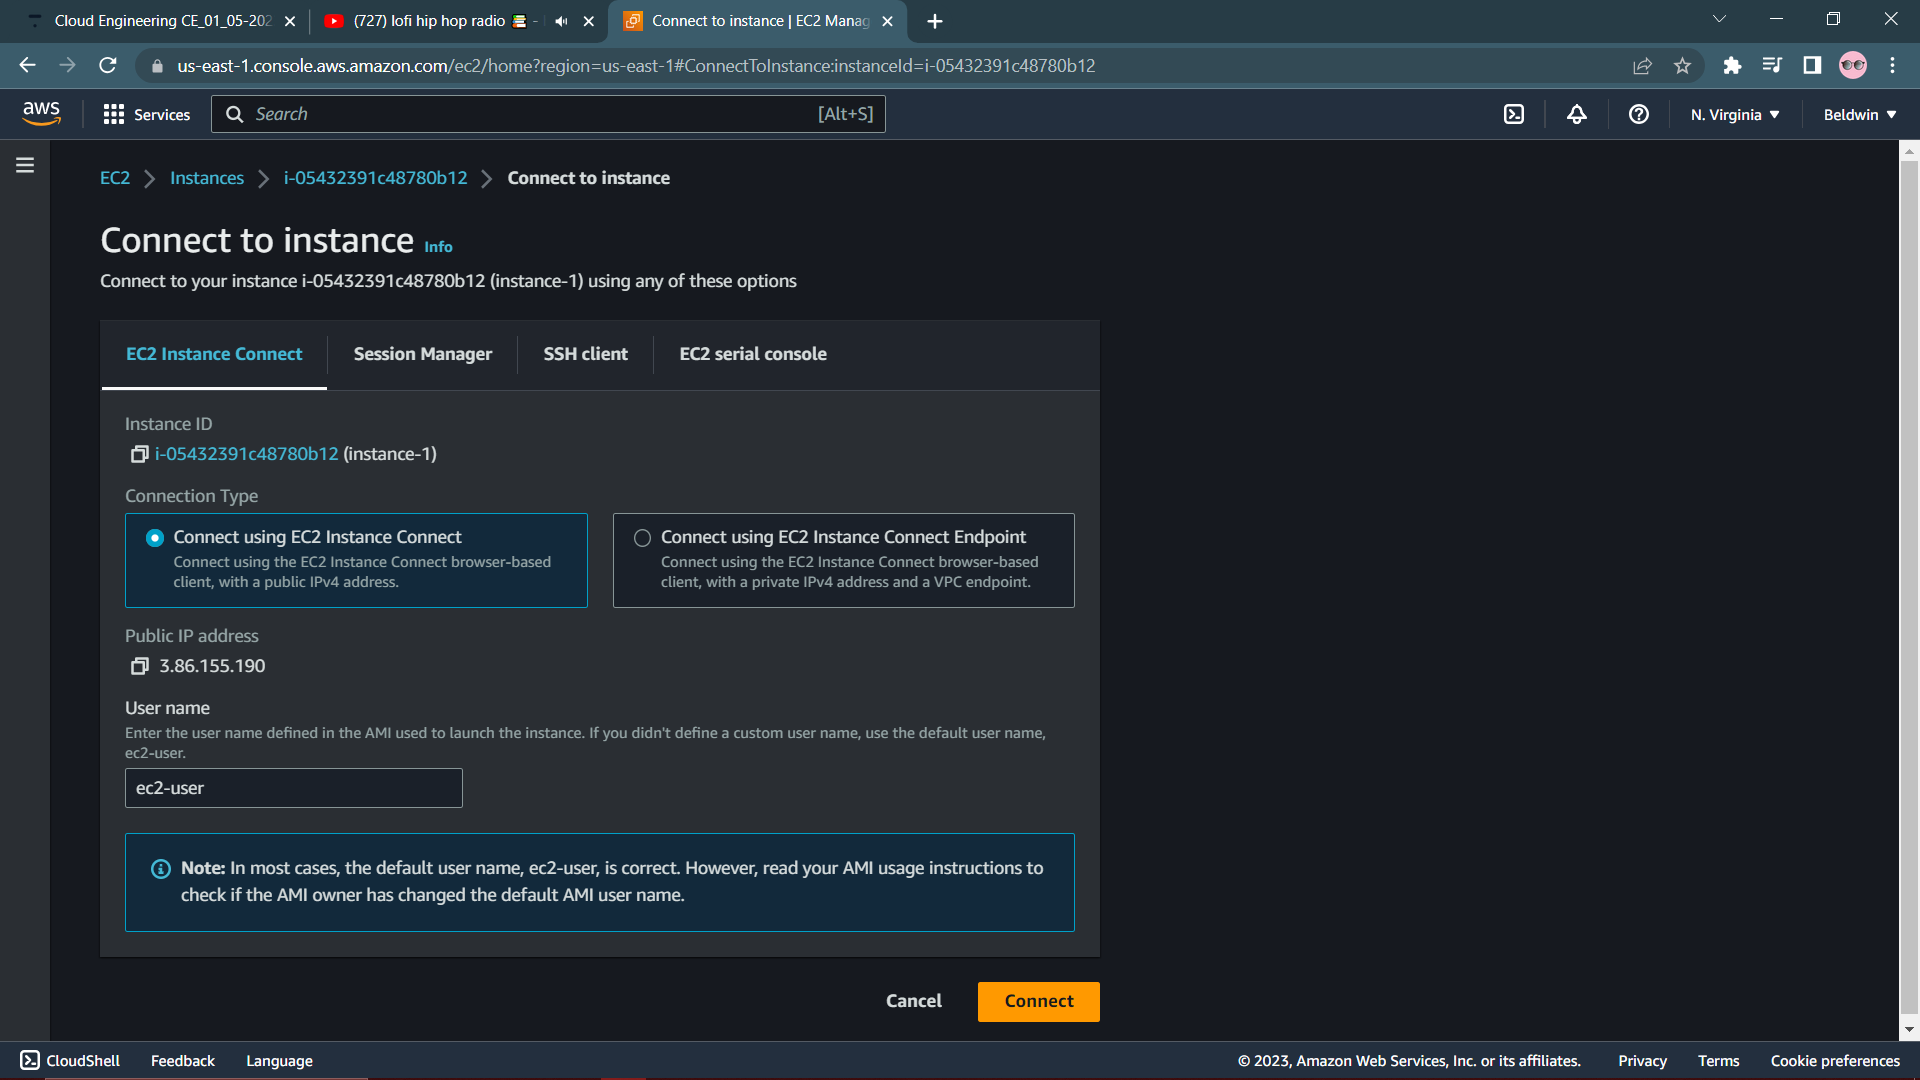 Cloud Engineering CE_01_05-202
(727) lofi hip hop radio
Connect to instance | EC2 Manag
us-east-1.console.aws.amazon.com/ec2/home?region=us-east-1#ConnectToInstance:instanceId=i-05432391c48780b12
aws
Services
Search
[Alt+S]
N. Virginia
Beldwin
EC2
Instances
i-05432391c48780b12
Connect to instance
Connect to instance Info
Connect to your instance i-05432391c48780b12 (instance-1) using any of these options
EC2 Instance Connect
Session Manager
SSH client
EC2 serial console
Instance ID
i-05432391c48780b12 (instance-1)
Connection Type
Connect using EC2 Instance Connect
Connect using the EC2 Instance Connect browser-based
client, with a public IPv4 address.
Connect using EC2 Instance Connect Endpoint
Connect using the EC2 Instance Connect browser-based
client, with a private IPv4 address and a VPC endpoint.
Public IP address
3.86.155.190
User name
Enter the user name defined in the AMI used to launch the instance. If you didn't define a custom user name, use the default user name,
ec2-user.
ec2-user
Note: In most cases, the default user name, ec2-user, is correct. However, read your AMI usage instructions to
check if the AMI owner has changed the default AMI user name.
Cancel
Connect
CloudShell
Feedback
Language
© 2023, Amazon Web Services, Inc. or its affiliates.
Privacy
Terms
Cookie preferences